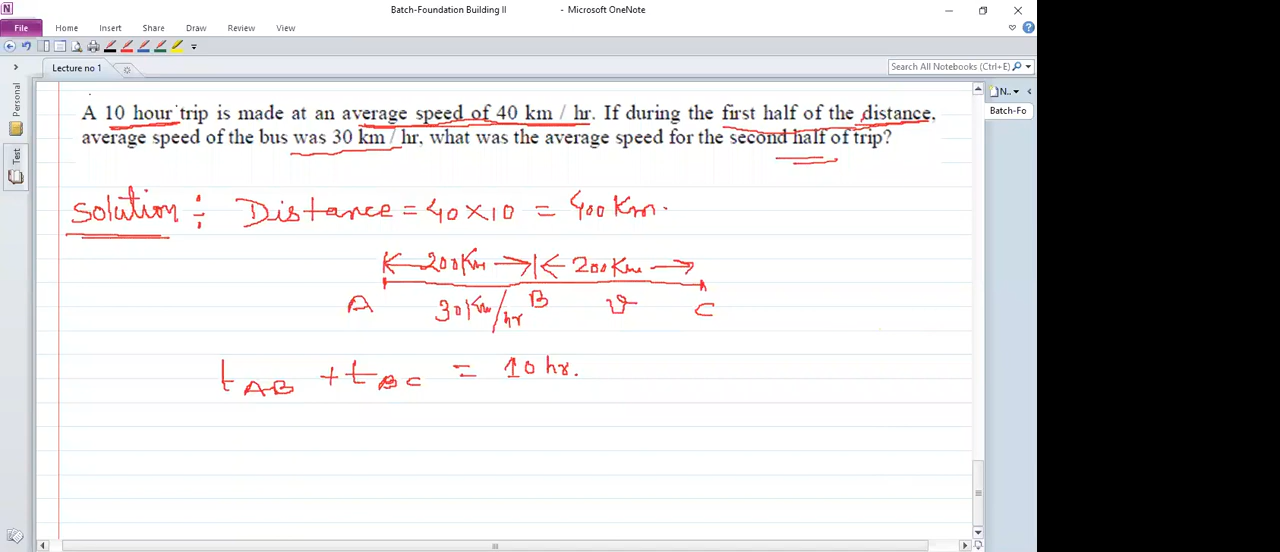 Batch-Foundation Building II - Microsoft OneNote
File Home Insert Share Draw Review View
Lecture no 1
Search All Notebooks (Ctrl+E)
Personal
Test
N..
Batch-Fo
A 10 hour trip is made at an average speed of 40 km / hr. If during the first half of the distance,
average speed of the bus was 30 km / hr, what was the average speed for the second half of trip?
Solution : Distance = 40 × 10 = 400 Km.
200 Km 200 Km
A 30 Km/hr B v C
t AB + t BC = 10 hr.